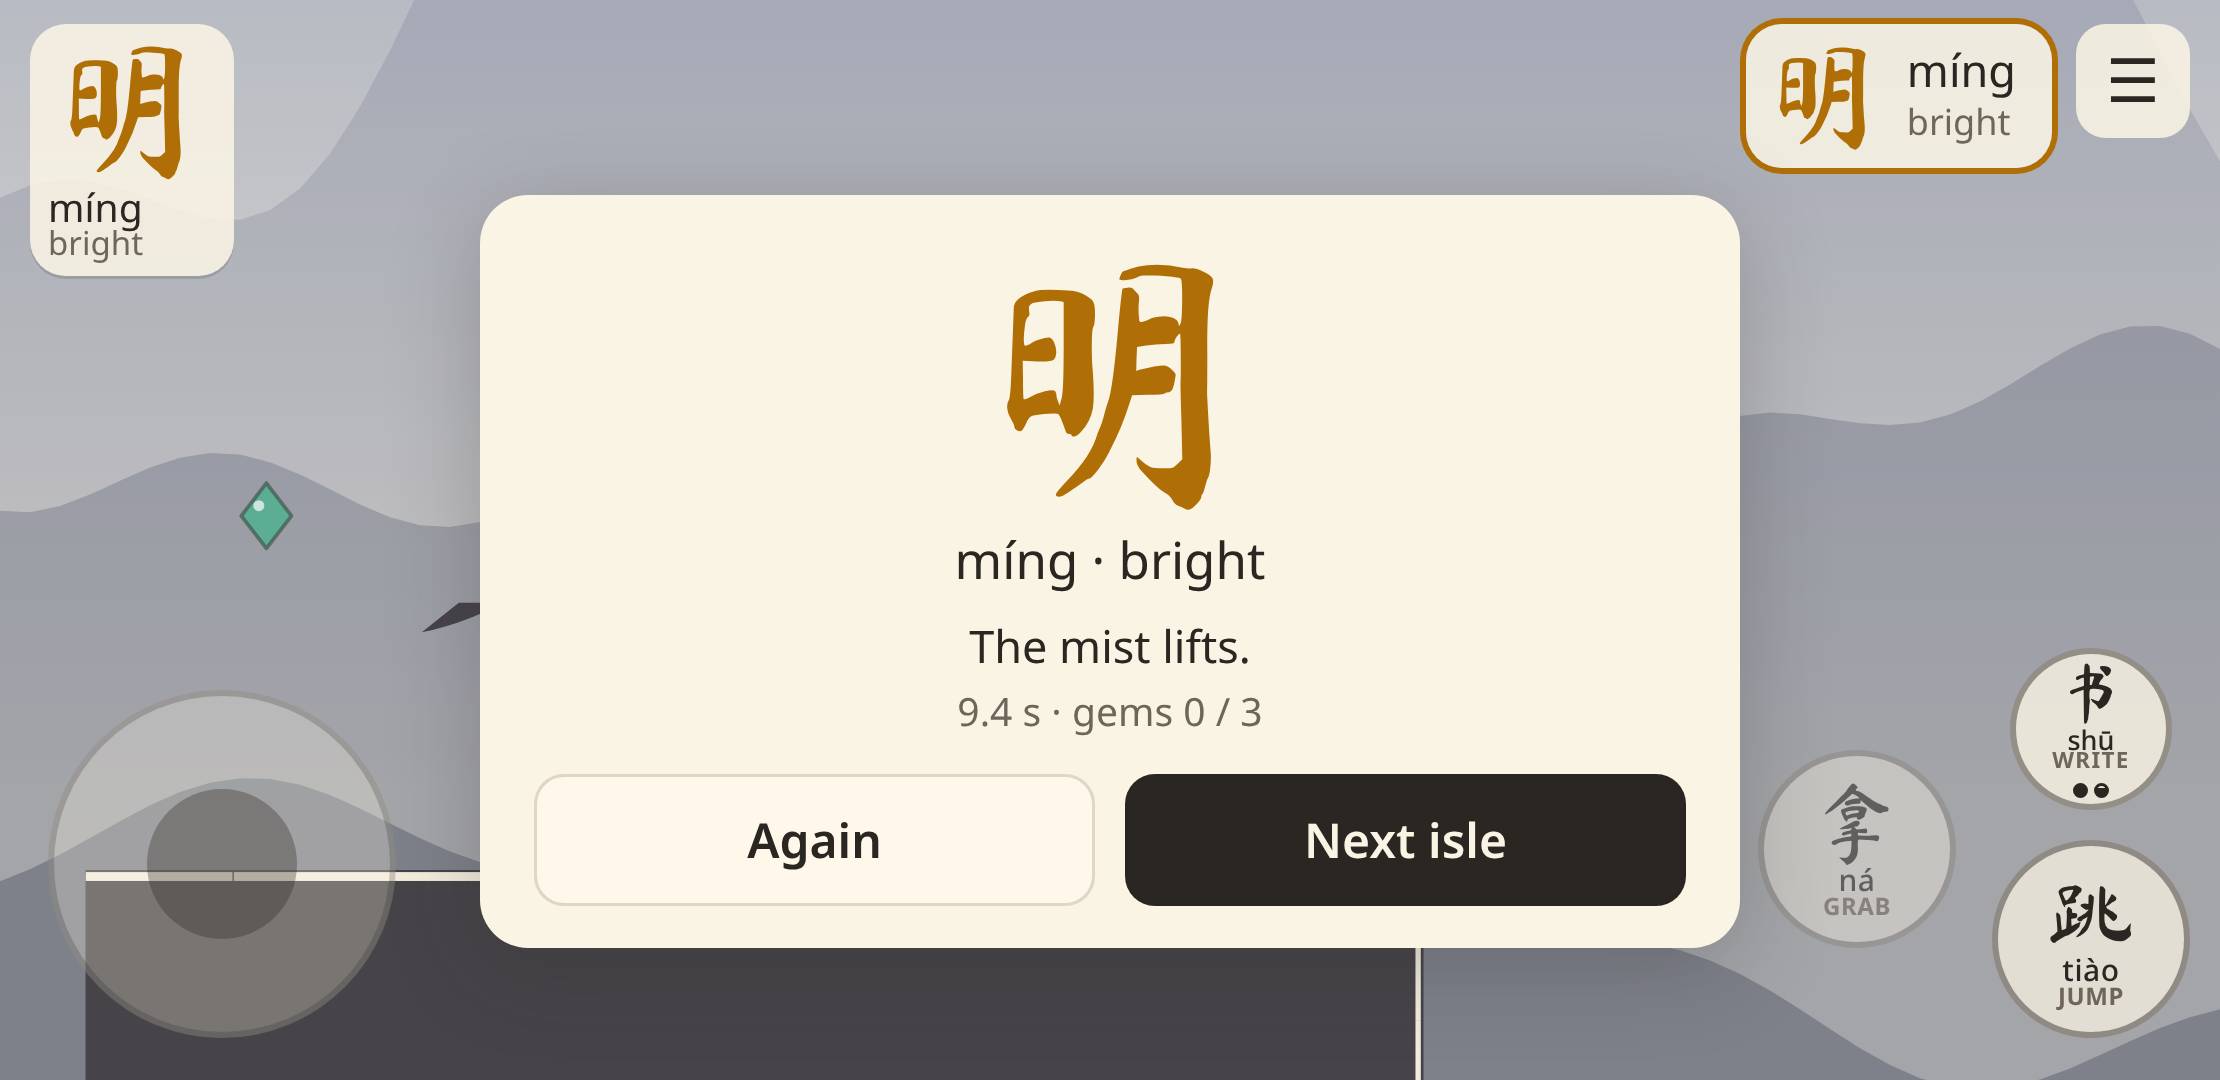 明
míng
bright
明
míng
bright
☰
明
míng · bright
The mist lifts.
9.4 s · gems 0 / 3
Again
Next isle
书
shū
WRITE
拿
ná
GRAB
跳
tiào
JUMP